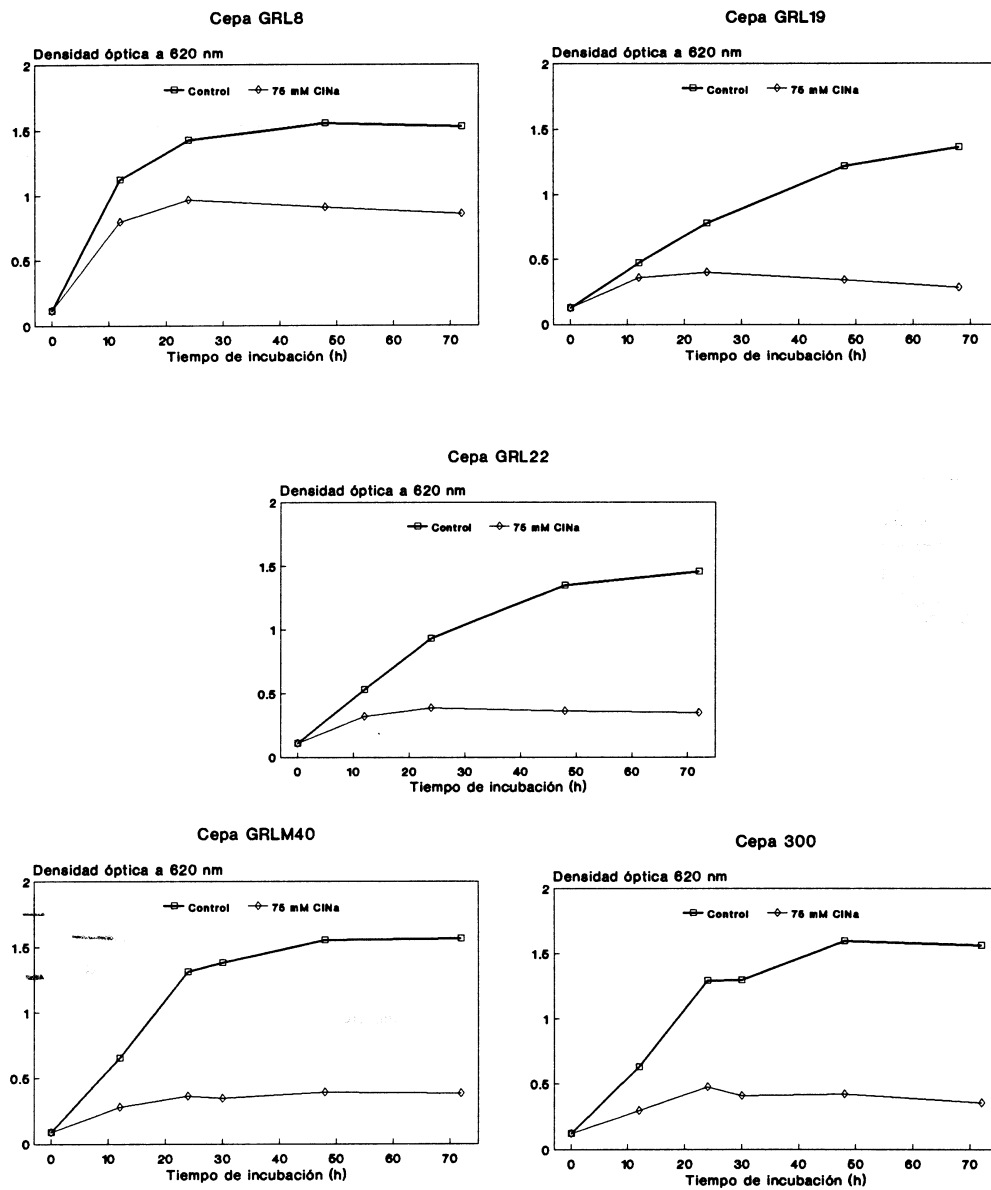 Cepa GRL8
Densidad óptica a 620 nm
Control 75 mM ClNa
2
1.5
1
0.5
0
0 10 20 30 40 50 60 70
Tiempo de incubación (h)
Cepa GRL19
Densidad óptica a 620 nm
Control 75 mM ClNa
2
1.5
1
0.5
0
0 10 20 30 40 50 60 70
Tiempo de incubación (h)
Cepa GRL22
Densidad óptica a 620 nm
Control 75 mM ClNa
2
1.5
1
0.5
0
0 10 20 30 40 50 60 70
Tiempo de incubación (h)
Cepa GRLM40
Densidad óptica a 620 nm
Control 75 mM ClNa
2
1.5
1
0.5
0
0 10 20 30 40 50 60 70
Tiempo de incubación (h)
Cepa 300
Densidad óptica 620 nm
Control 75 mM ClNa
2
1.5
1
0.5
0
0 10 20 30 40 50 60 70
Tiempo de incubación (h)